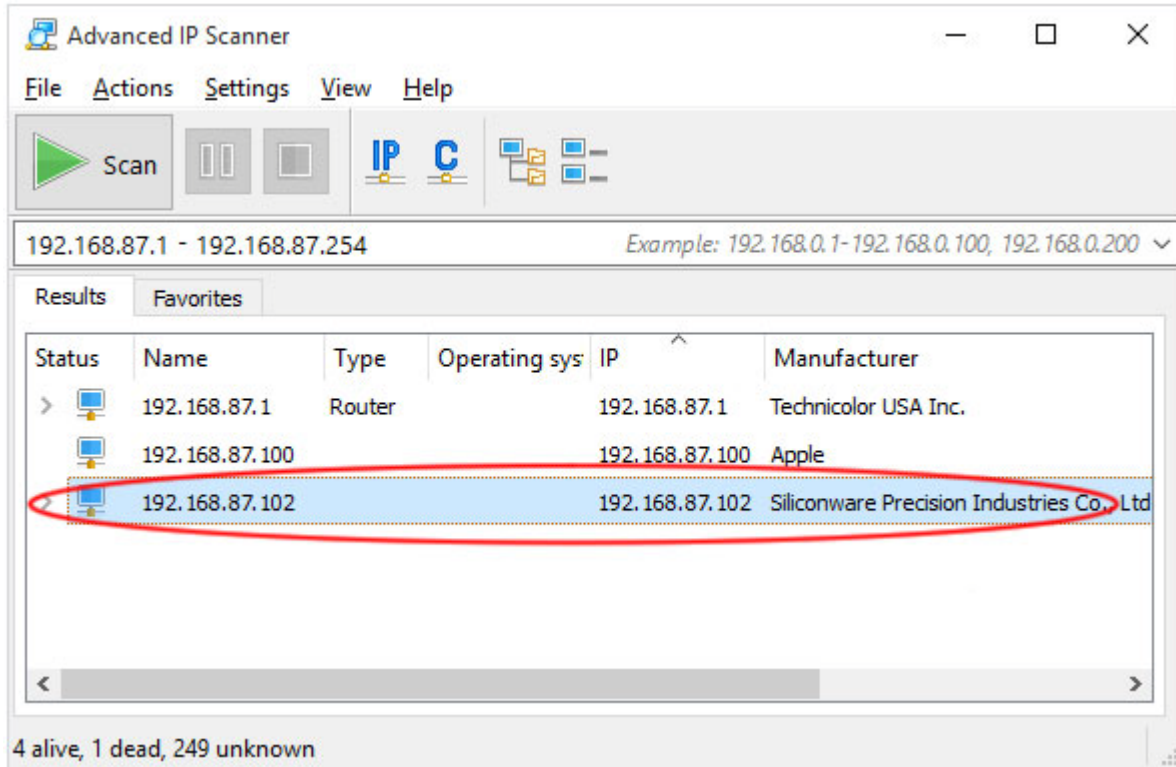 Advanced IP Scanner
File Actions Settings View Help
Scan IP C
192.168.87.1 - 192.168.87.254 Example: 192.168.0.1-192.168.0.100, 192.168.0.200
Results Favorites
Status Name Type Operating sys IP Manufacturer
192.168.87.1 Router 192.168.87.1 Technicolor USA Inc.
192.168.87.100 192.168.87.100 Apple
192.168.87.102 192.168.87.102 Siliconware Precision Industries Co., Ltd
4 alive, 1 dead, 249 unknown